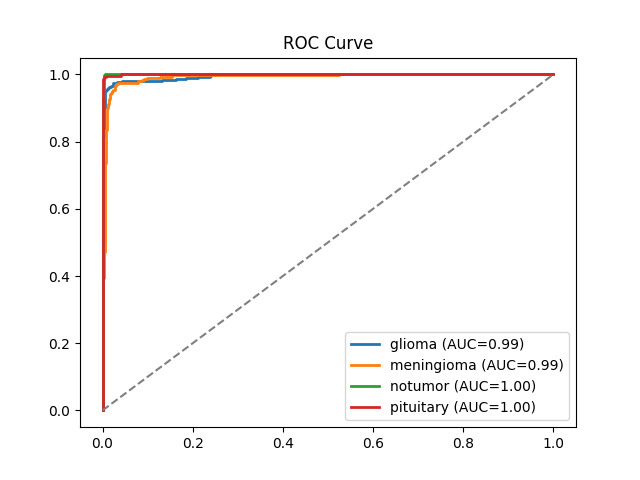 ROC Curve
1.0
0.8
0.6
0.4
0.2
0.0
glioma (AUC=0.99)
meningioma (AUC=0.99)
notumor (AUC=1.00)
pituitary (AUC=1.00)
0.0 0.2 0.4 0.6 0.8 1.0